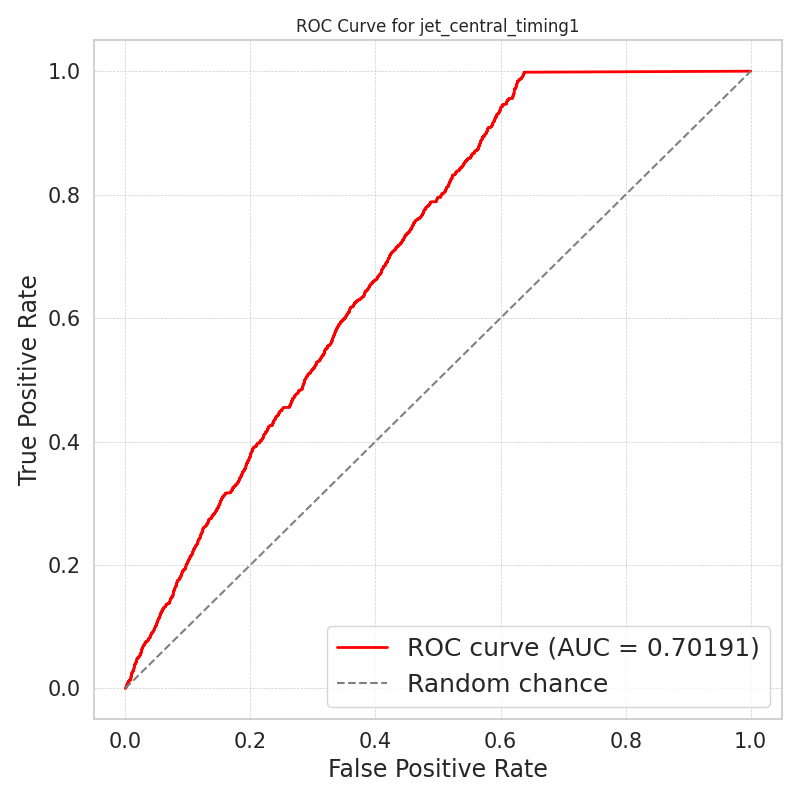 ROC Curve for jet_central_timing1
True Positive Rate
1.0
0.8
0.6
0.4
0.2
0.0
ROC curve (AUC = 0.70191)
Random chance
0.0 0.2 0.4 0.6 0.8 1.0
False Positive Rate